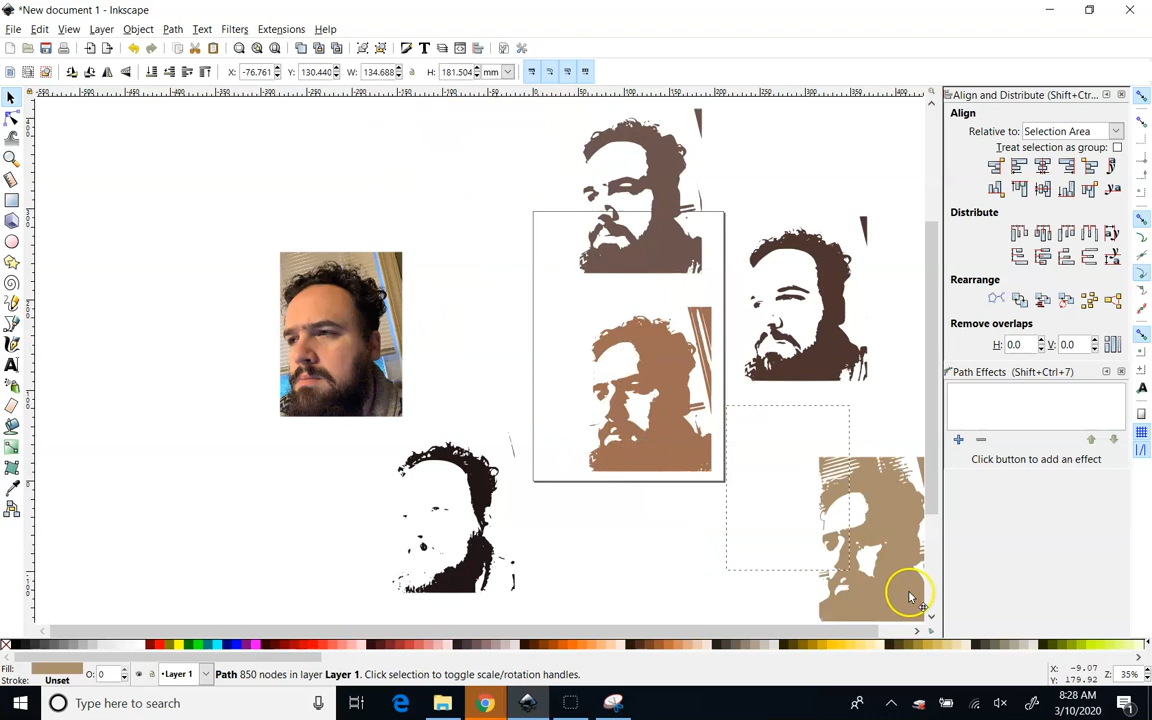 *New document 1 - Inkscape
File Edit View Layer Object Path Text Filters Extensions Help
X: -76.761 Y: 130.440 W: 134.688 H: 181.504 mm
Align and Distribute (Shift+Ctr...
Align
Relative to: Selection Area
Treat selection as group:
Distribute
Rearrange
Remove overlaps
H: 0.0 V: 0.0
Path Effects (Shift+Ctrl+7)
Click button to add an effect
Fill:
Stroke: Unset
O: 0
Layer 1
Path 850 nodes in layer Layer 1. Click selection to toggle scale/rotation handles.
X: -9.07
Y: 179.92
Z: 35%
Type here to search
8:28 AM
3/10/2020